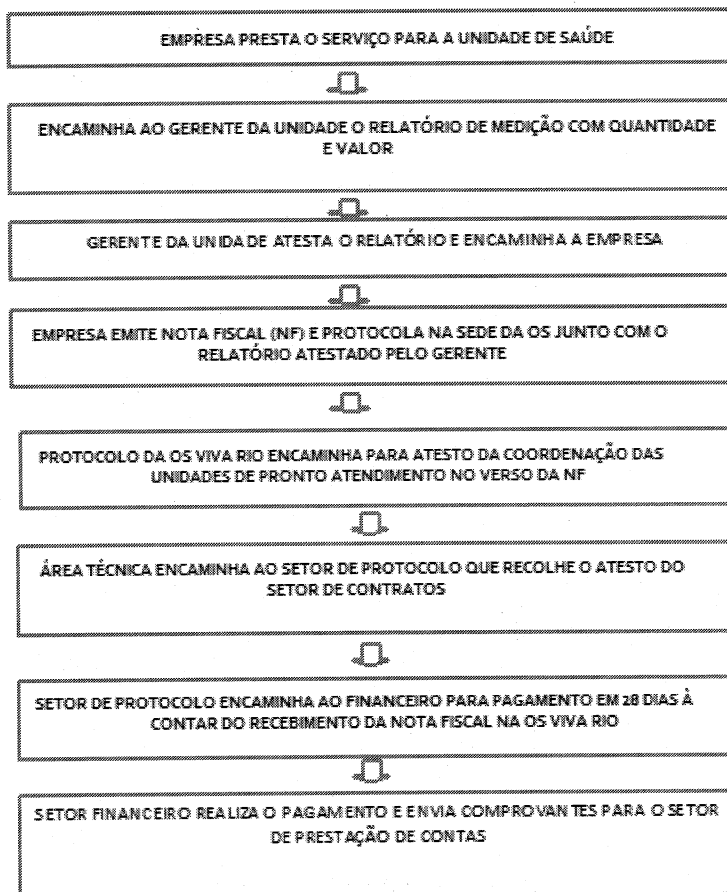 EMPRESA PRESTA O SERVIÇO PARA A UNIDADE DE SAÚDE
ENCAMINHA AO GERENTE DA UNIDADE O RELATÓRIO DE MEDIÇÃO COM QUANTIDADE
E VALOR
GERENTE DA UNIDADE ATESTA O RELATÓRIO E ENCAMINHA A EMPRESA
EMPRESA EMITE NOTA FISCAL (NF) E PROTOCOLA NA SEDE DA OS JUNTO COM O
RELATÓRIO ATESTADO PELO GERENTE
PROTOCOLO DA OS VIVA RIO ENCAMINHA PARA ATESTO DA COORDENAÇÃO DAS
UNIDADES DE PRONTO ATENDIMENTO NO VERSO DA NF
ÁREA TÉCNICA ENCAMINHA AO SETOR DE PROTOCOLO QUE RECOLHE O ATESTO DO
SETOR DE CONTRATOS
SETOR DE PROTOCOLO ENCAMINHA AO FINANCEIRO PARA PAGAMENTO EM 28 DIAS À
CONTAR DO RECEBIMENTO DA NOTA FISCAL NA OS VIVA RIO
SETOR FINANCEIRO REALIZA O PAGAMENTO E ENVIA COMPROVANTES PARA O SETOR
DE PRESTAÇÃO DE CONTAS